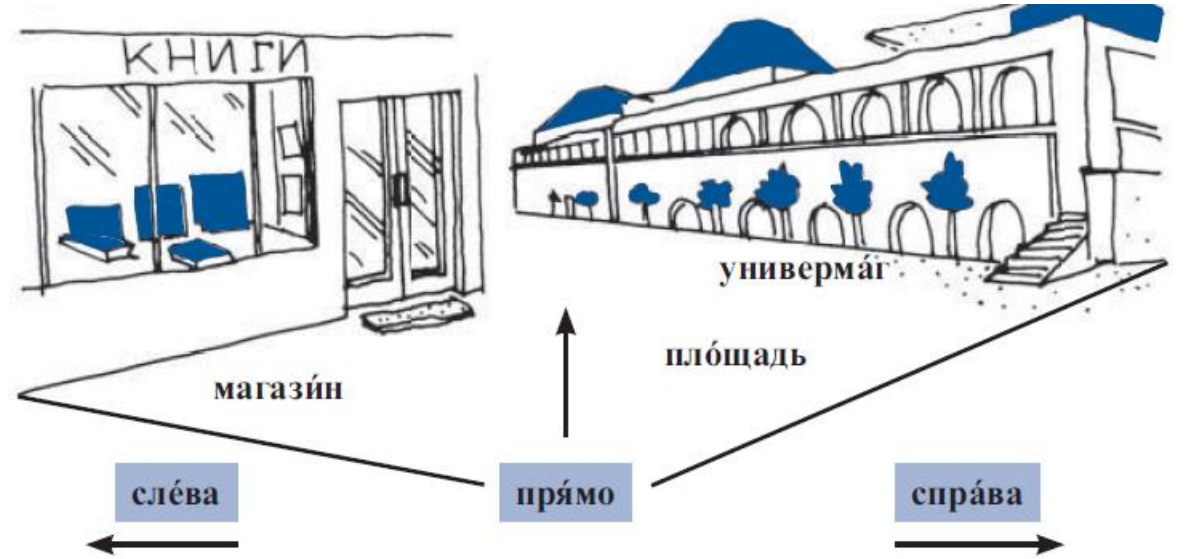 КНИГИ
универма́г
пло́щадь
магази́н
сле́ва
пря́мо
спра́ва